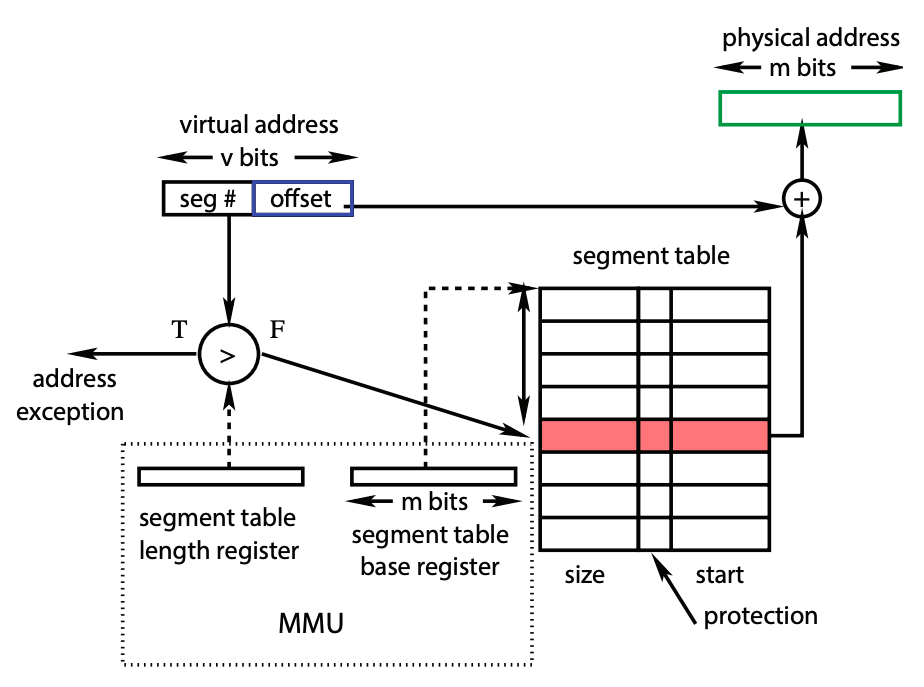 physical address
m bits
virtual address
v bits
seg #
offset
+
segment table
T
F
>
address
exception
m bits
segment table
length register
segment table
base register
size
start
protection
MMU